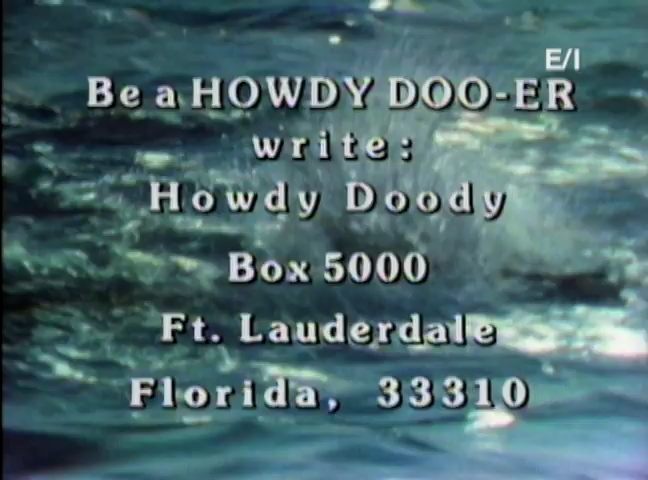 E/I
Be a HOWDY DOO-ER
write:
Howdy Doody
Box 5000
Ft. Lauderdale
Florida, 33310